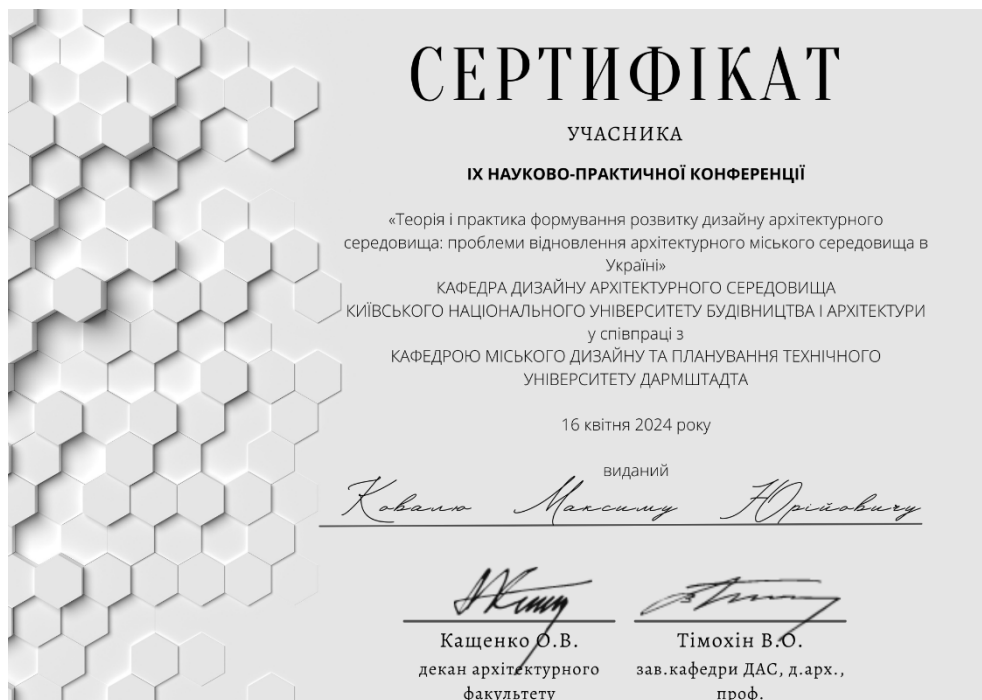 СЕРТИФІКАТ
УЧАСНИКА
IX НАУКОВО-ПРАКТИЧНОЇ КОНФЕРЕНЦІЇ
«Теорія і практика формування розвитку дизайну архітектурного
середовища: проблеми відновлення архітектурного міського середовища в
Україні»
КАФЕДРА ДИЗАЙНУ АРХІТЕКТУРНОГО СЕРЕДОВИЩА
КИЇВСЬКОГО НАЦІОНАЛЬНОГО УНІВЕРСИТЕТУ БУДІВНИЦТВА І АРХІТЕКТУРИ
у співпраці з
КАФЕДРОЮ МІСЬКОГО ДИЗАЙНУ ТА ПЛАНУВАННЯ ТЕХНІЧНОГО
УНІВЕРСИТЕТУ ДАРМШТАДТА
16 квітня 2024 року
виданий
Ковалю Максиму Юрійовичу
Кащенко О.В.
декан архітектурного
факультету
Тімохін В.О.
зав.кафедри ДАС, д.арх.,
проф.